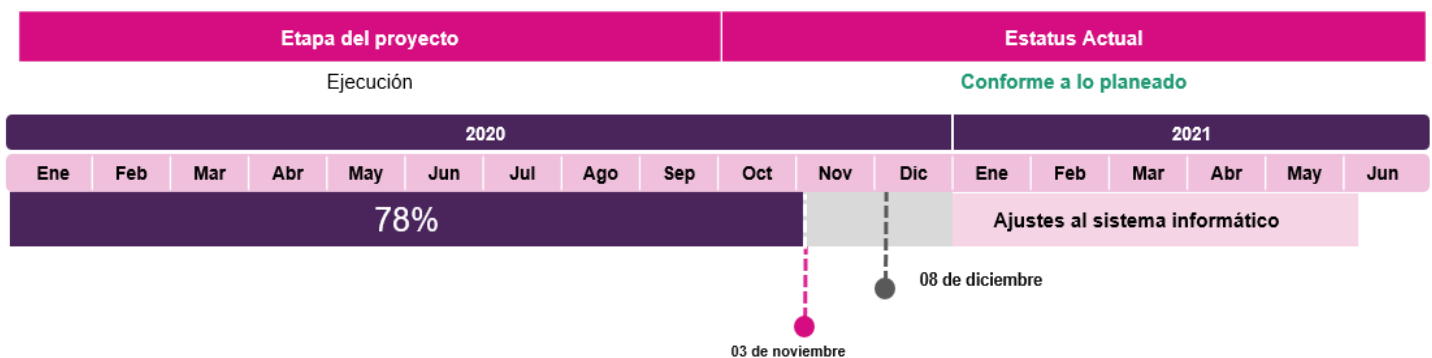 Etapa del proyecto Estatus Actual
Ejecución Conforme a lo planeado
2020 2021
Ene Feb Mar Abr May Jun Jul Ago Sep Oct Nov Dic Ene Feb Mar Abr May Jun
78% Ajustes al sistema informático
08 de diciembre
03 de noviembre